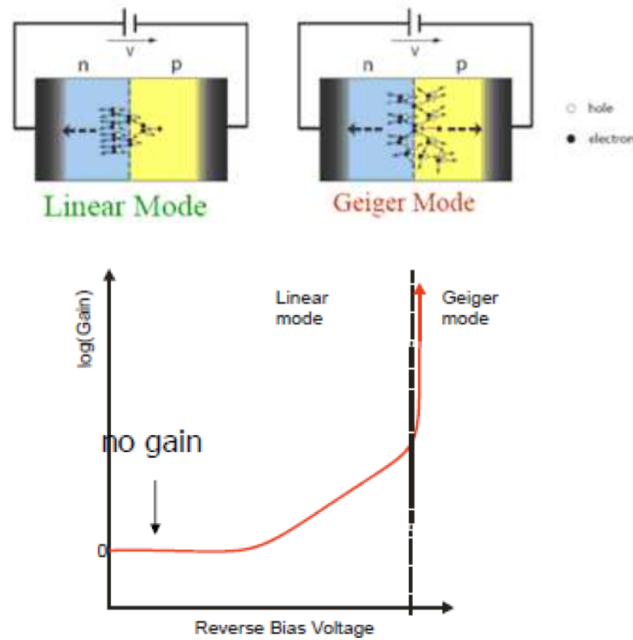 V
n
p
Linear Mode
V
n
p
Geiger Mode
hole
electron
log(Gain)
Linear
mode
Geiger
mode
no gain
0
Reverse Bias Voltage